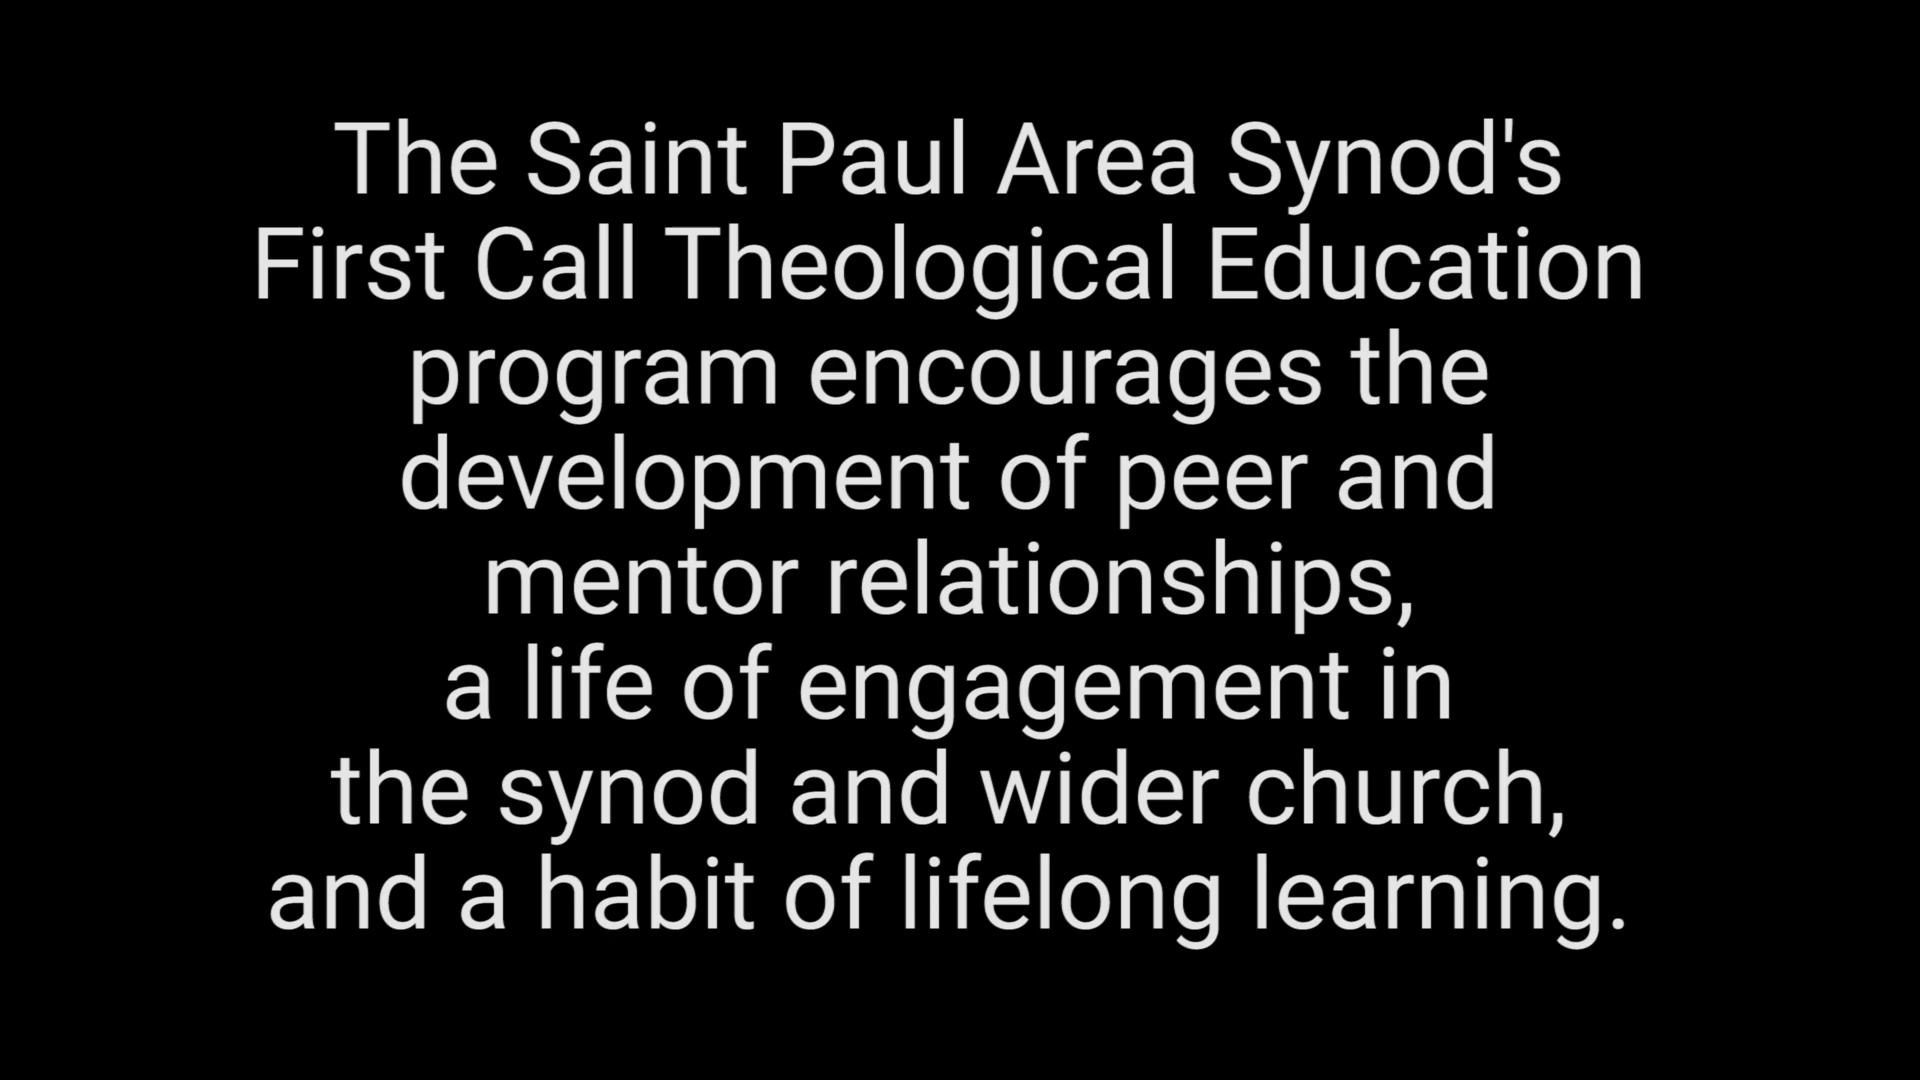 The Saint Paul Area Synod's
First Call Theological Education
program encourages the
development of peer and
mentor relationships,
a life of engagement in
the synod and wider church,
and a habit of lifelong learning.